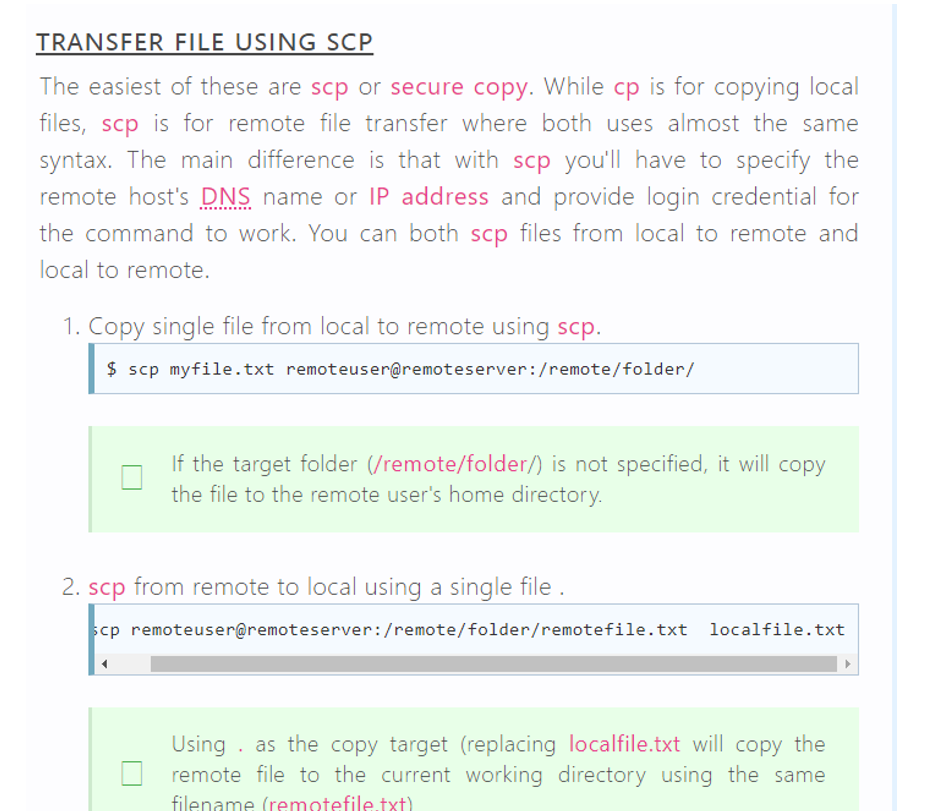 TRANSFER FILE USING SCP
The easiest of these are scp or secure copy. While cp is for copying local
files, scp is for remote file transfer where both uses almost the same
syntax. The main difference is that with scp you'll have to specify the
remote host's DNS name or IP address and provide login credential for
the command to work. You can both scp files from local to remote and
local to remote.
1. Copy single file from local to remote using scp.
$ scp myfile.txt remoteuser@remoteserver:/remote/folder/
If the target folder (/remote/folder/) is not specified, it will copy
the file to the remote user's home directory.
2. scp from remote to local using a single file .
scp remoteuser@remoteserver:/remote/folder/remotefile.txt  localfile.txt
Using . as the copy target (replacing localfile.txt will copy the
remote file to the current working directory using the same
filename (remotefile.txt)